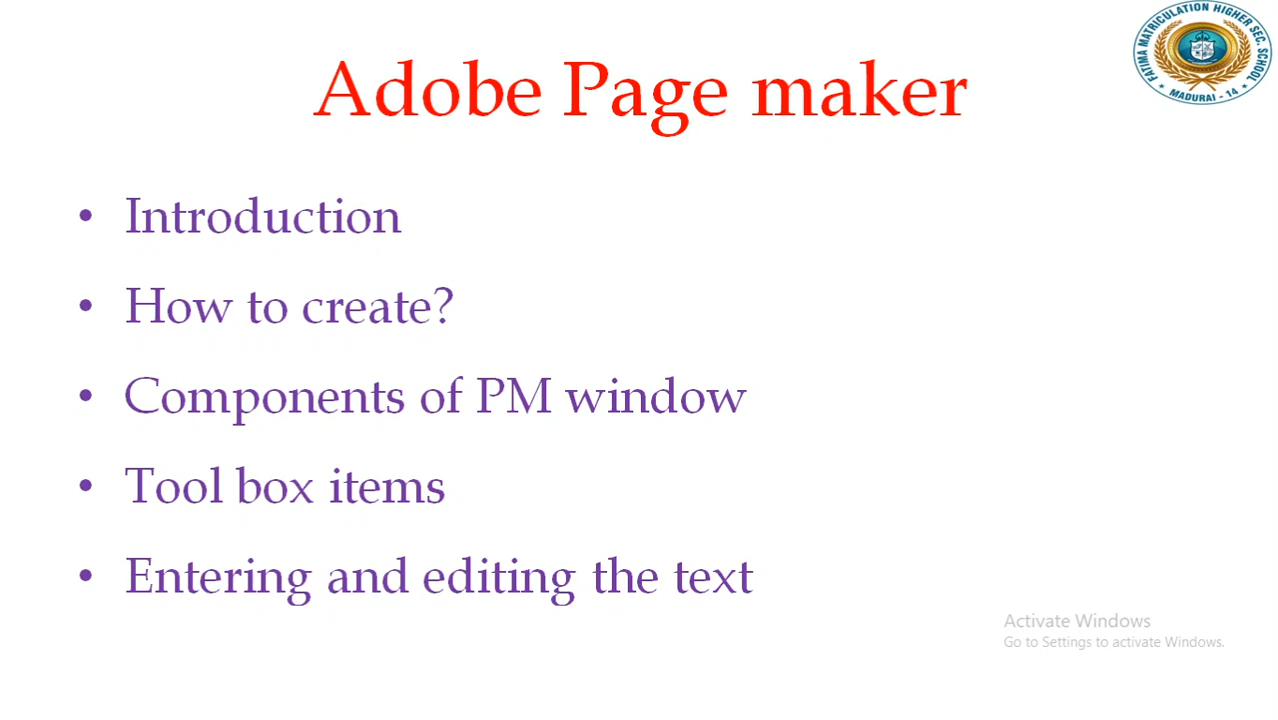 Adobe Page maker
FATIMA MATRICULATION HIGHER SEC. SCHOOL
MADURAI - 14
• Introduction
• How to create?
• Components of PM window
• Tool box items
• Entering and editing the text
Activate Windows
Go to Settings to activate Windows.